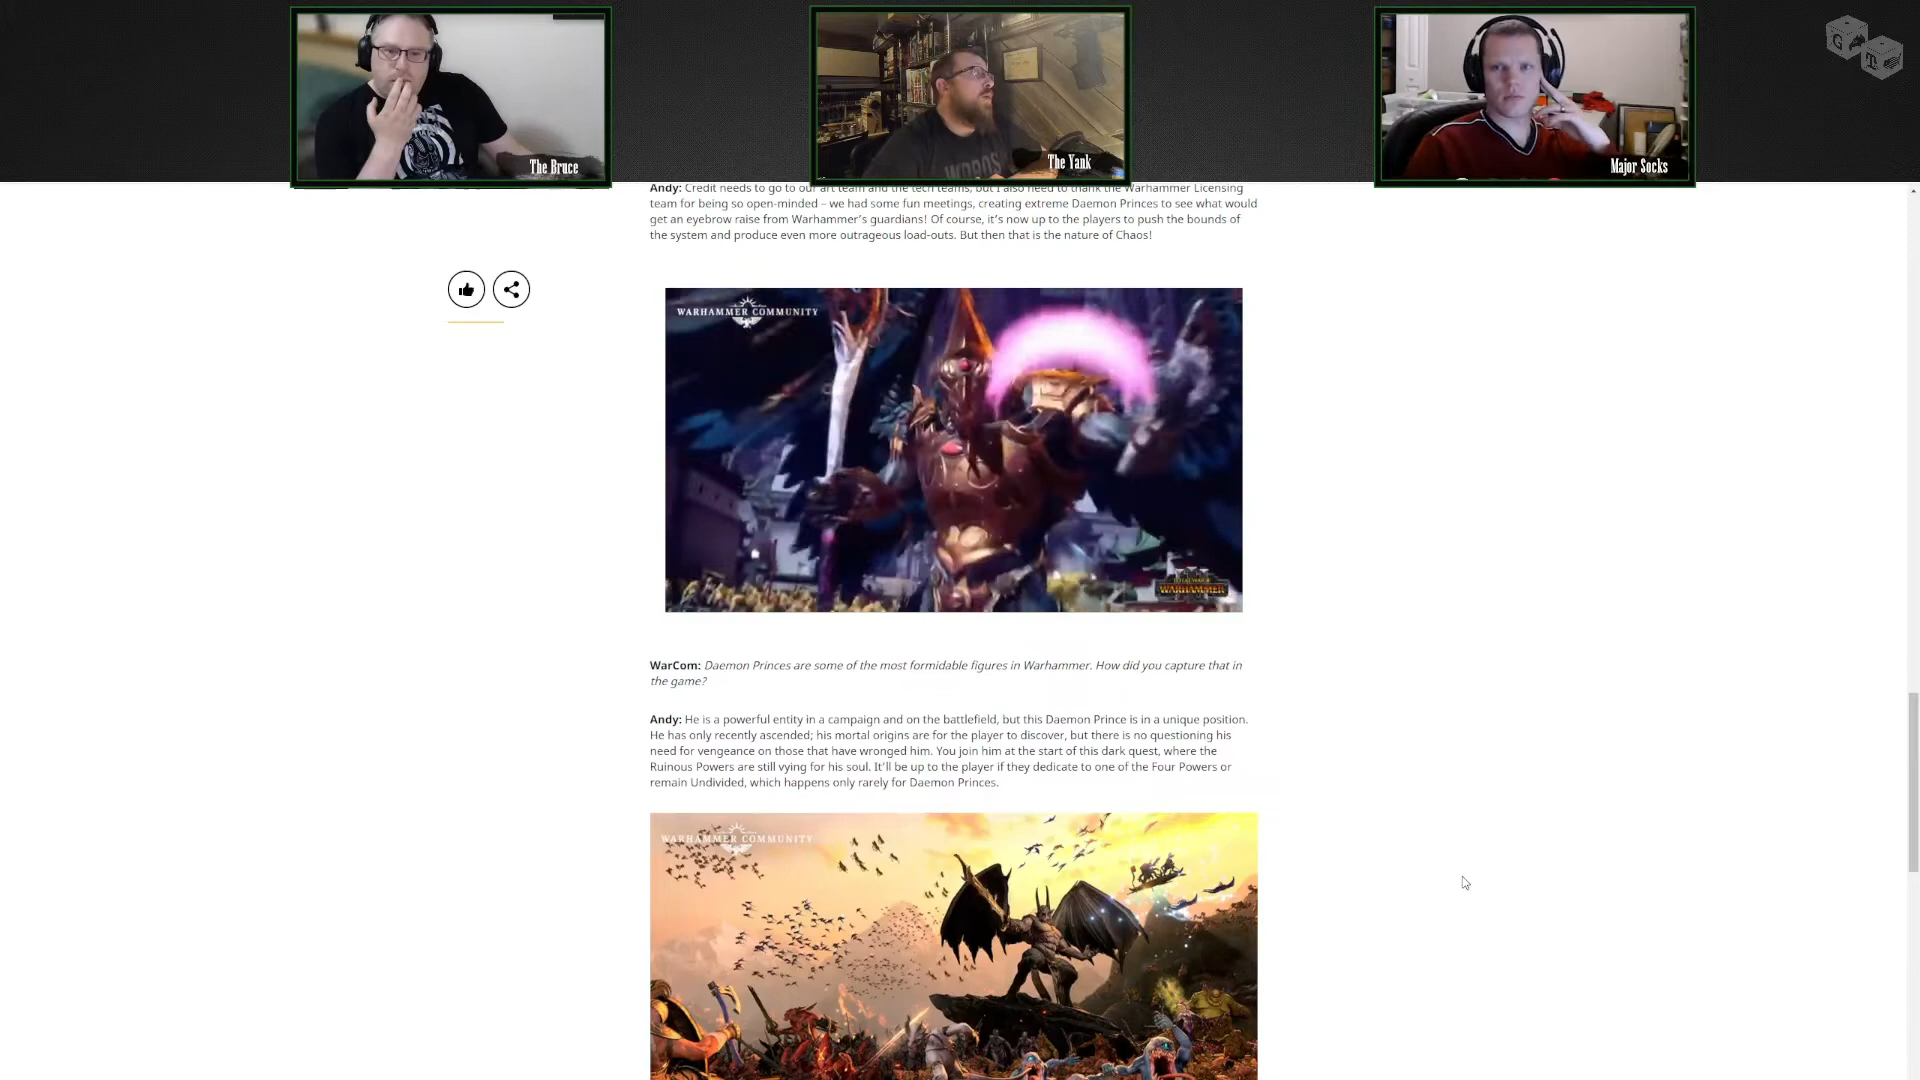 The Bruce
The Yank
Major Socks
Andy: Credit needs to go to our art team and the tech teams, but I also need to thank the Warhammer Licensing
team for being so open-minded – we had some fun meetings, creating extreme Daemon Princes to see what would
get an eyebrow raise from Warhammer's guardians! Of course, it's now up to the players to push the bounds of
the system and produce even more outrageous load-outs. But then that is the nature of Chaos!
WARHAMMER COMMUNITY
WARHAMMER
WarCom: Daemon Princes are some of the most formidable figures in Warhammer. How did you capture that in
the game?
Andy: He is a powerful entity in a campaign and on the battlefield, but this Daemon Prince is in a unique position.
He has only recently ascended; his mortal origins are for the player to discover, but there is no questioning his
need for vengeance on those that have wronged him. You join him at the start of this dark quest, where the
Ruinous Powers are still vying for his soul. It'll be up to the player if they dedicate to one of the Four Powers or
remain Undivided, which happens only rarely for Daemon Princes.
WARHAMMER COMMUNITY